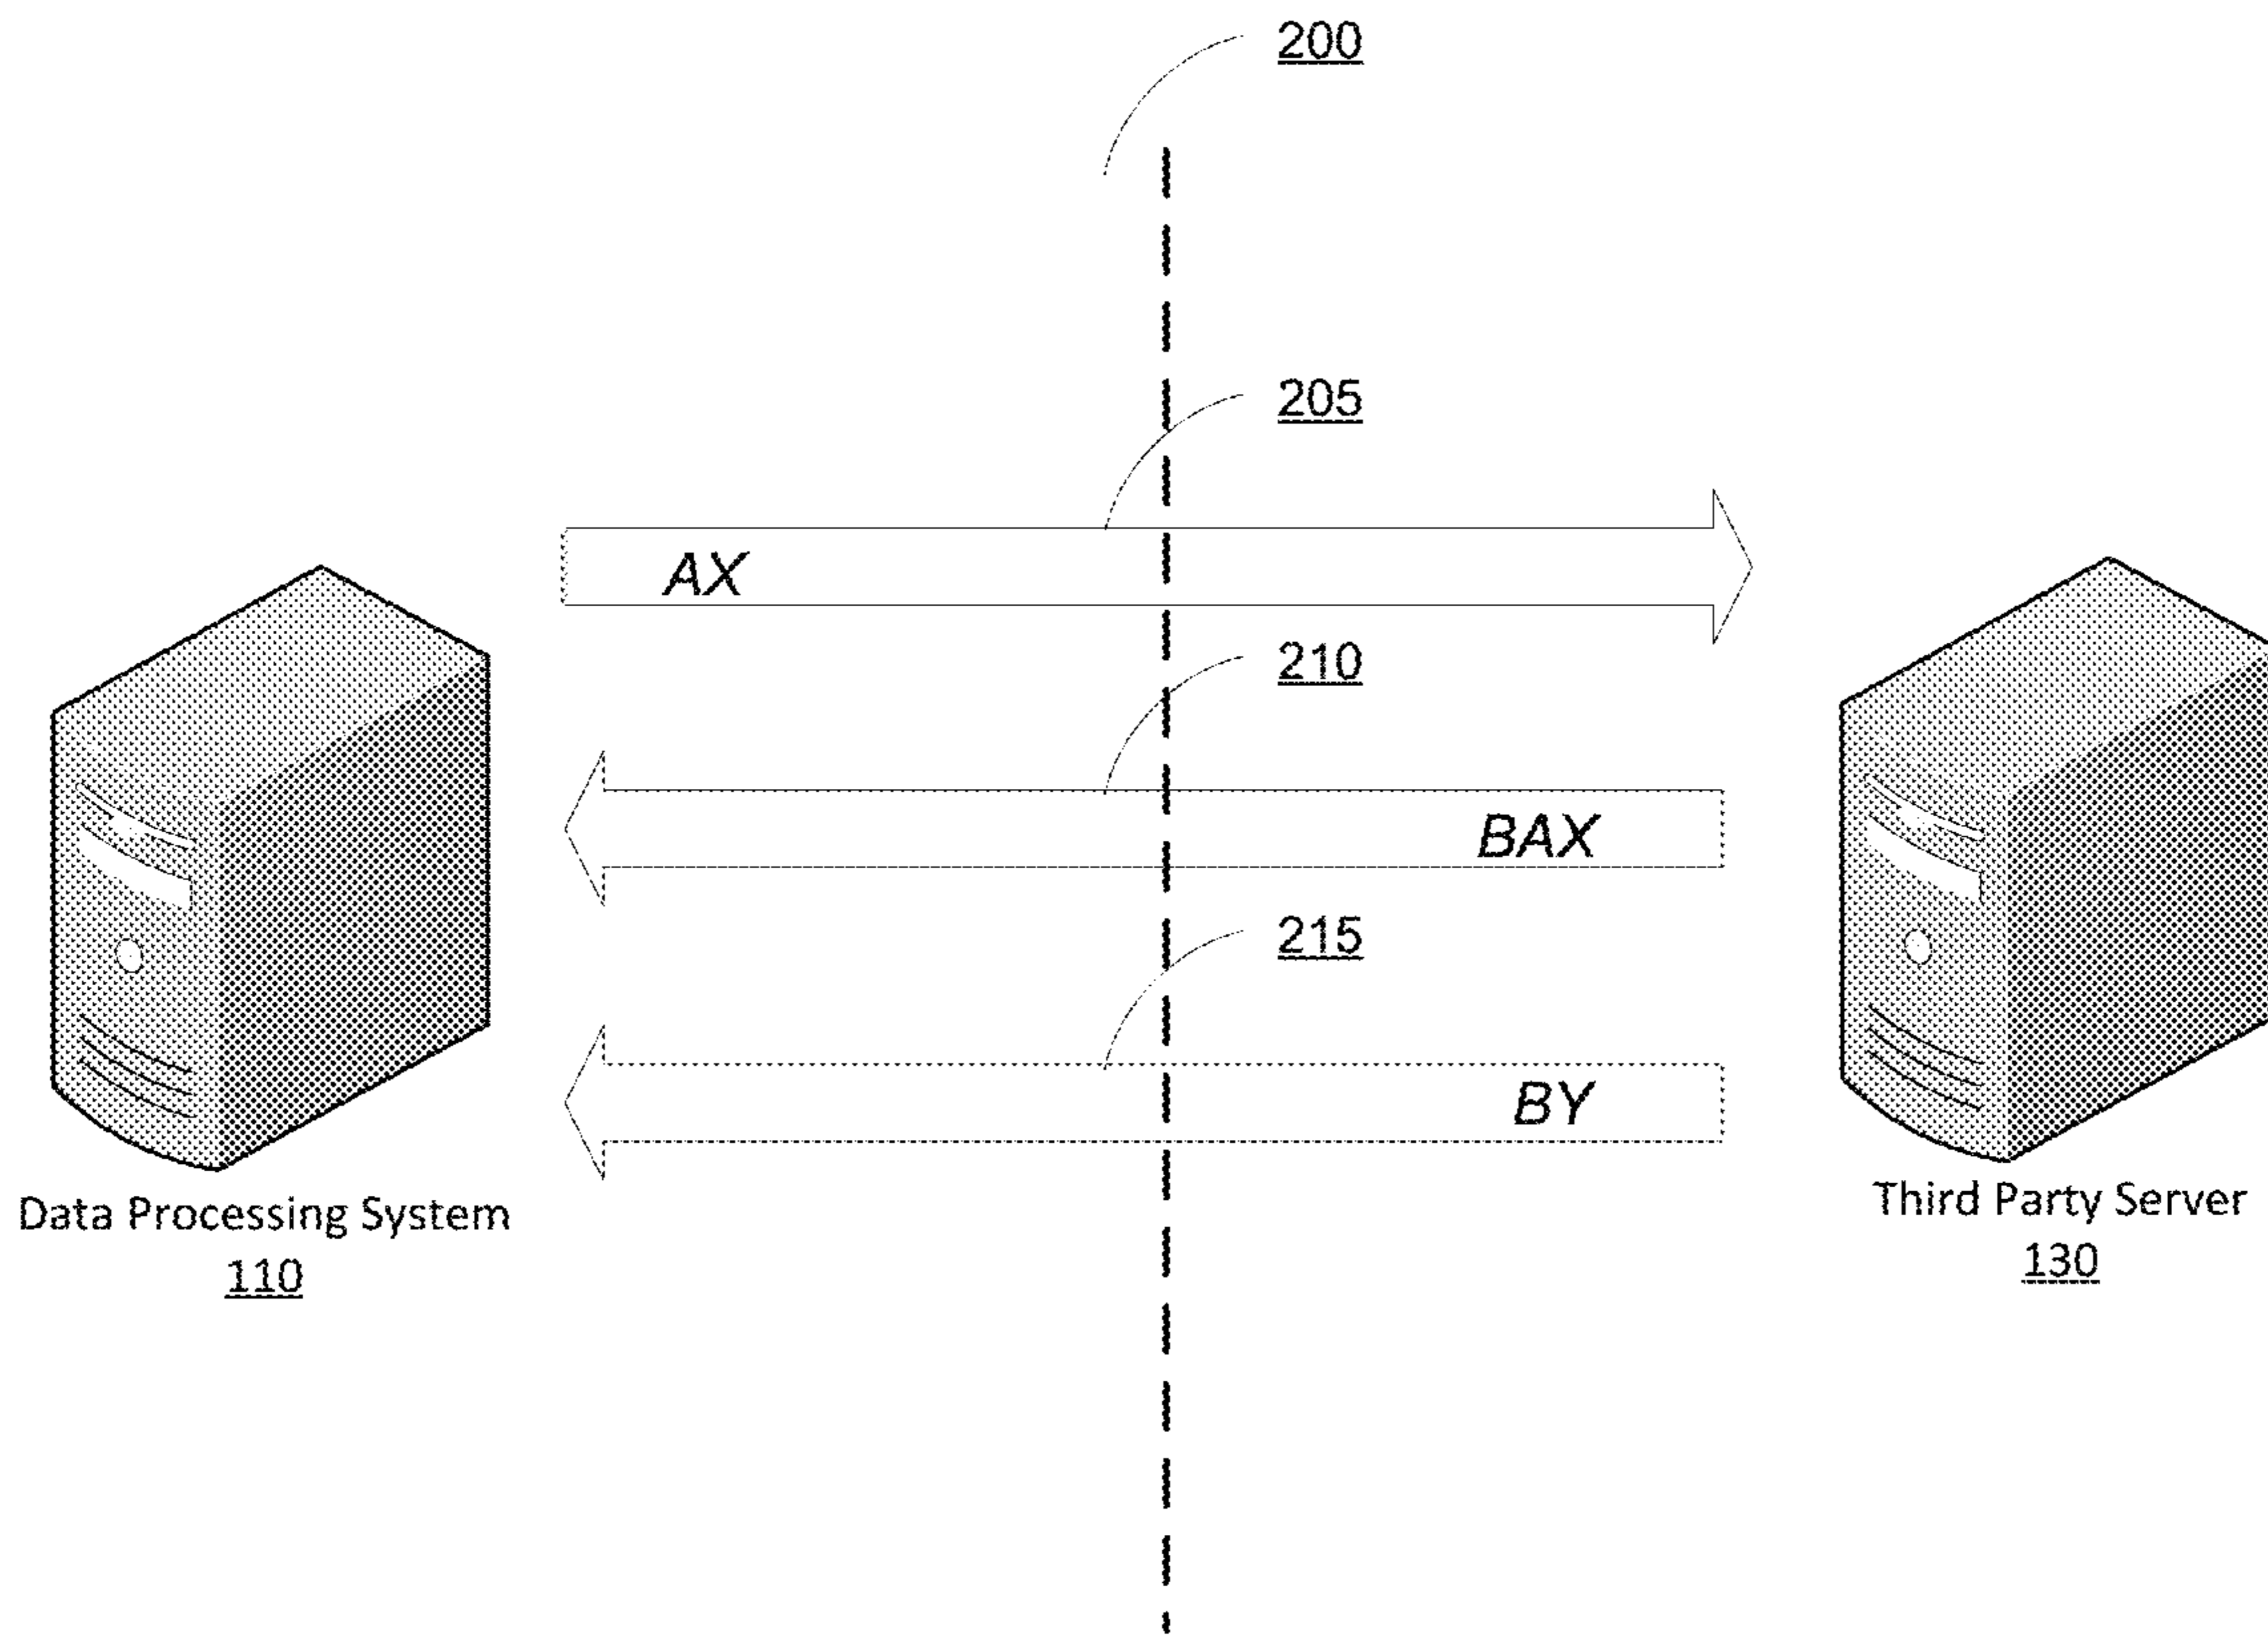 200
205
AX
210
BAX
215
BY
Data Processing System
110
Third Party Server
130